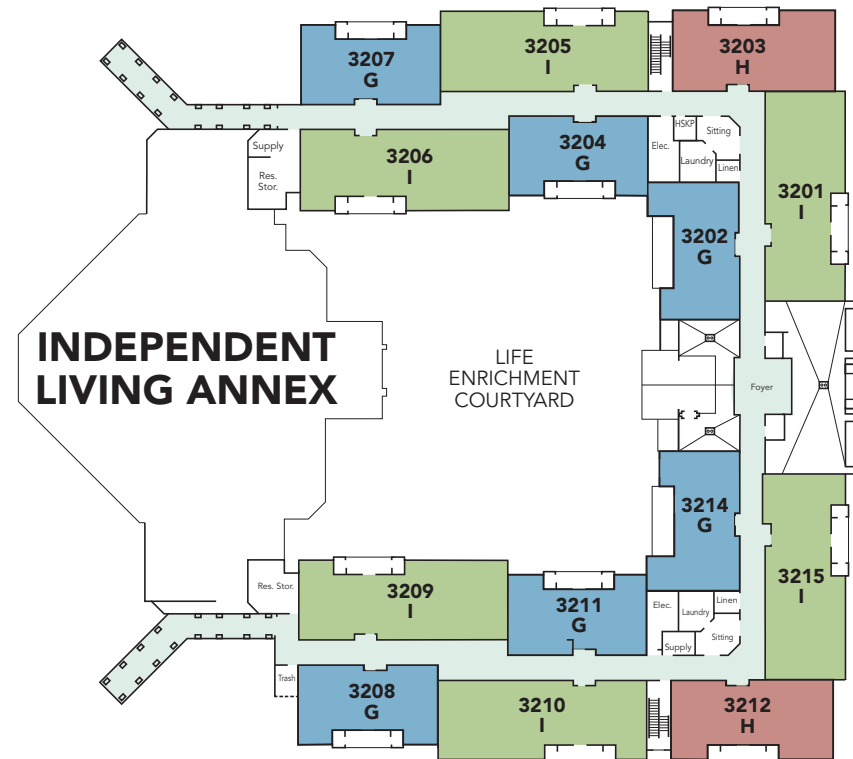 3207
G
3205
I
3203
H
Supply
Res.
Stor.
3206
I
3204
G
Elec.
HSKP
Sitting
Laundry
Linen
3201
I
3202
G
INDEPENDENT
LIVING ANNEX
LIFE
ENRICHMENT
COURTYARD
Foyer
3214
G
3215
I
Res. Stor.
3209
I
3211
G
Elec.
Laundry
Linen
Sitting
Supply
Trash
3208
G
3210
I
3212
H